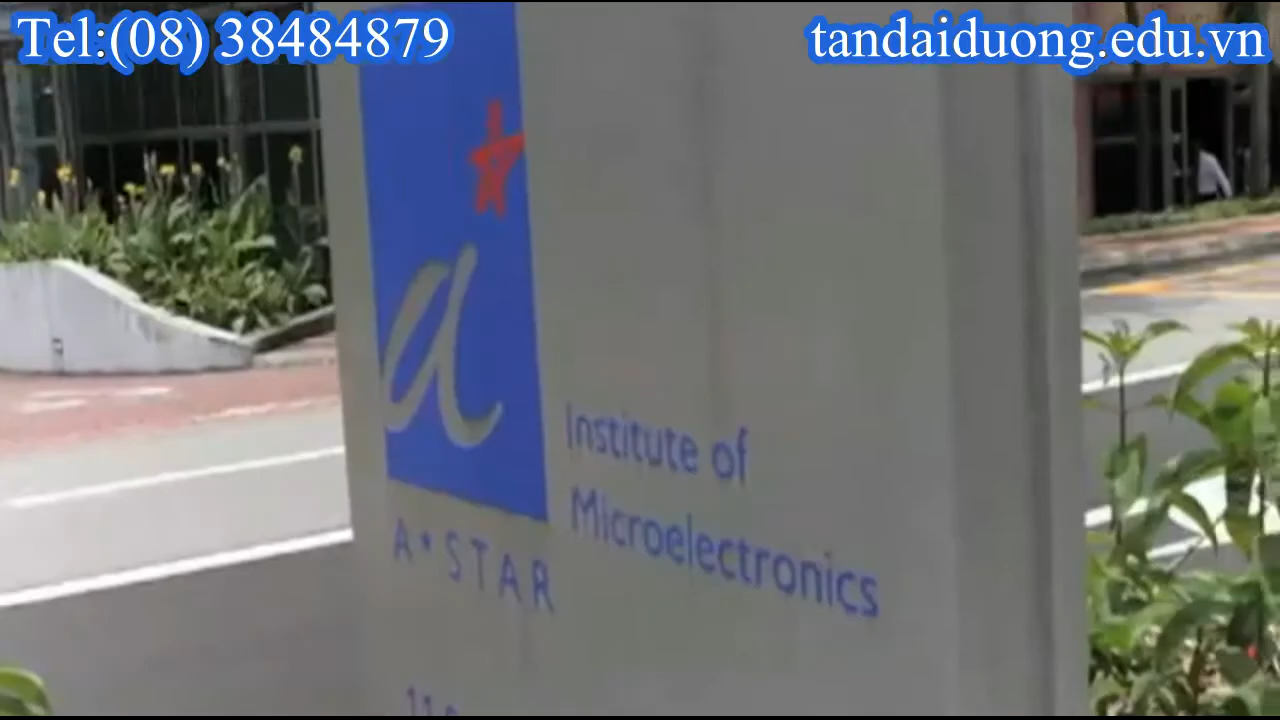 Tel:(08) 38484879
tandaiduong.edu.vn
a
A*STAR
Institute of
Microelectronics